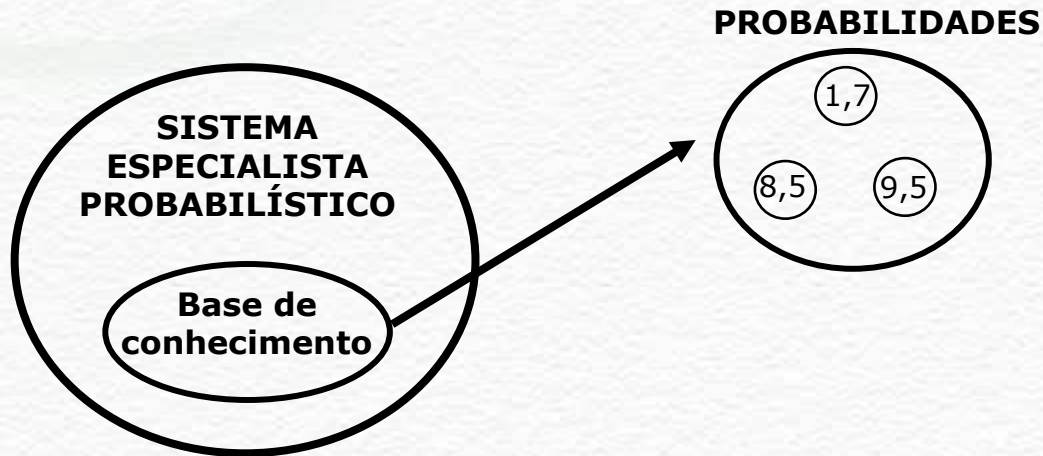 PROBABILIDADES
1,7
8,5
9,5
SISTEMA
ESPECIALISTA
PROBABILÍSTICO
Base de
conhecimento